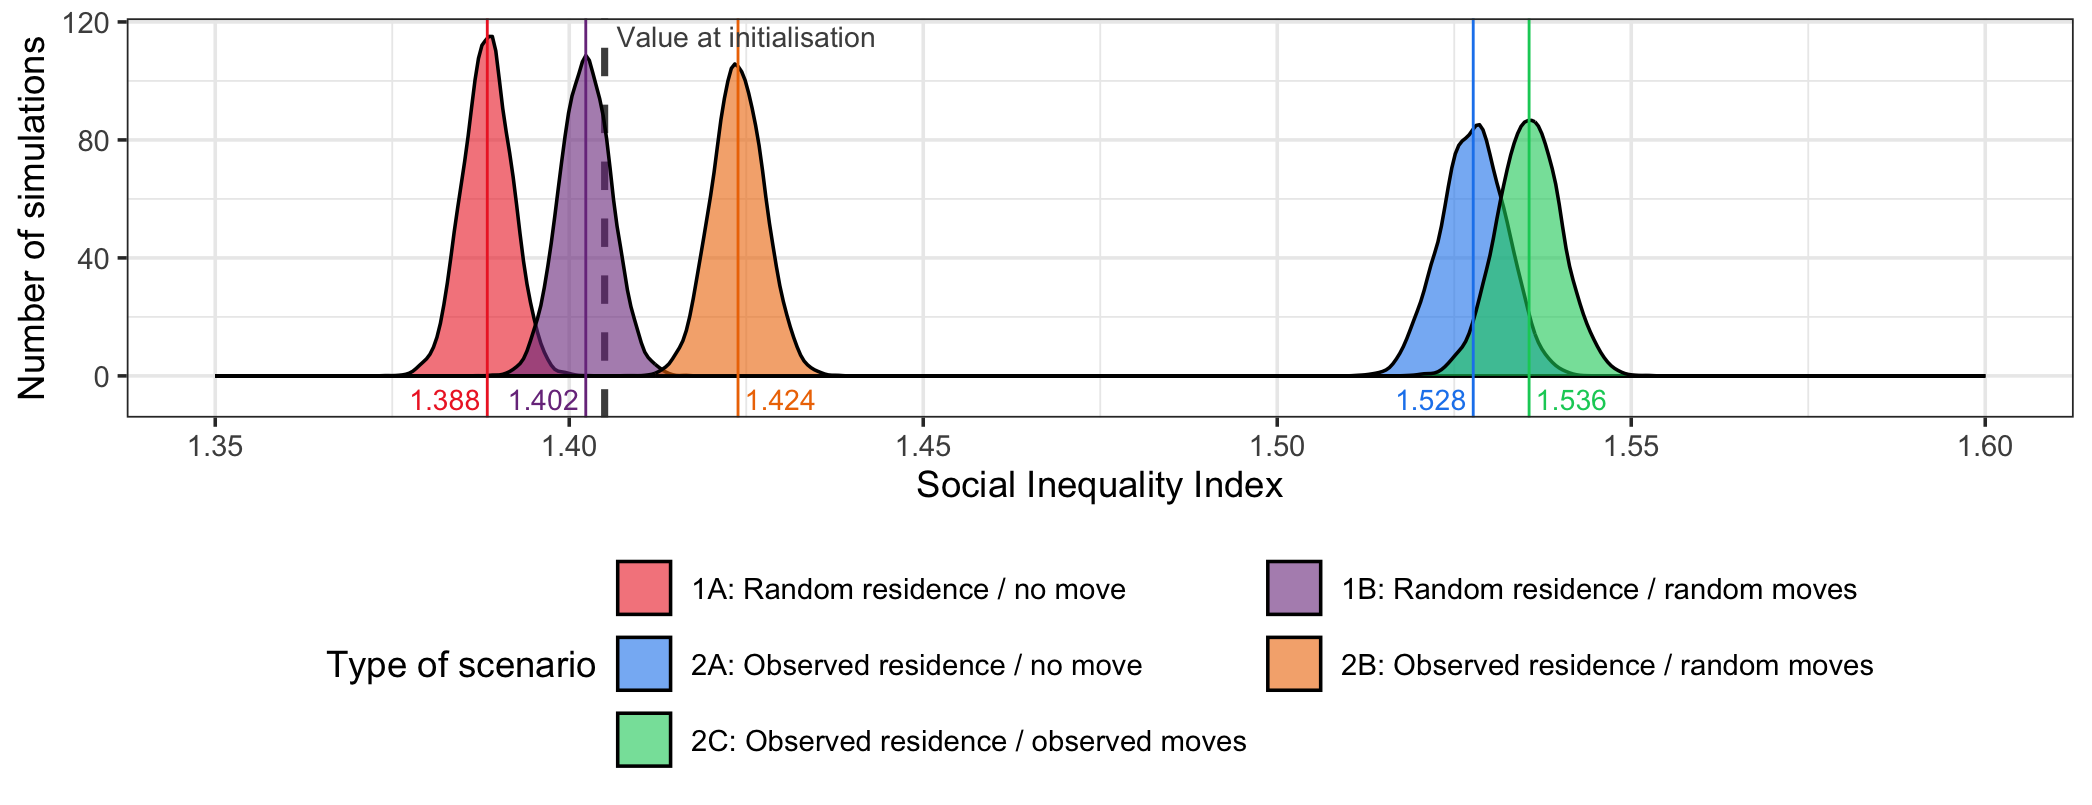 Number of simulations
120
80
40
0
Value at initialisation
1.388
1.402
1.424
1.528
1.536
1.35
1.40
1.45
1.50
1.55
1.60
Social Inequality Index
Type of scenario
1A: Random residence / no move
1B: Random residence / random moves
2A: Observed residence / no move
2B: Observed residence / random moves
2C: Observed residence / observed moves